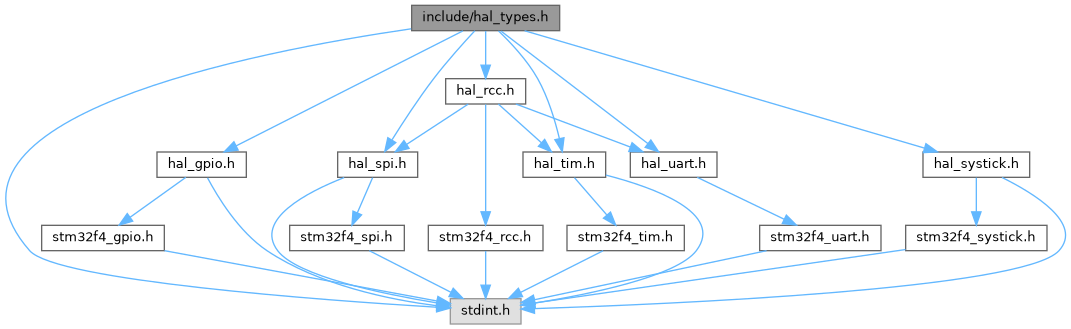 include/hal_types.h
hal_rcc.h
hal_gpio.h
hal_spi.h
hal_tim.h
hal_uart.h
hal_systick.h
stm32f4_gpio.h
stm32f4_spi.h
stm32f4_rcc.h
stm32f4_tim.h
stm32f4_uart.h
stm32f4_systick.h
stdint.h